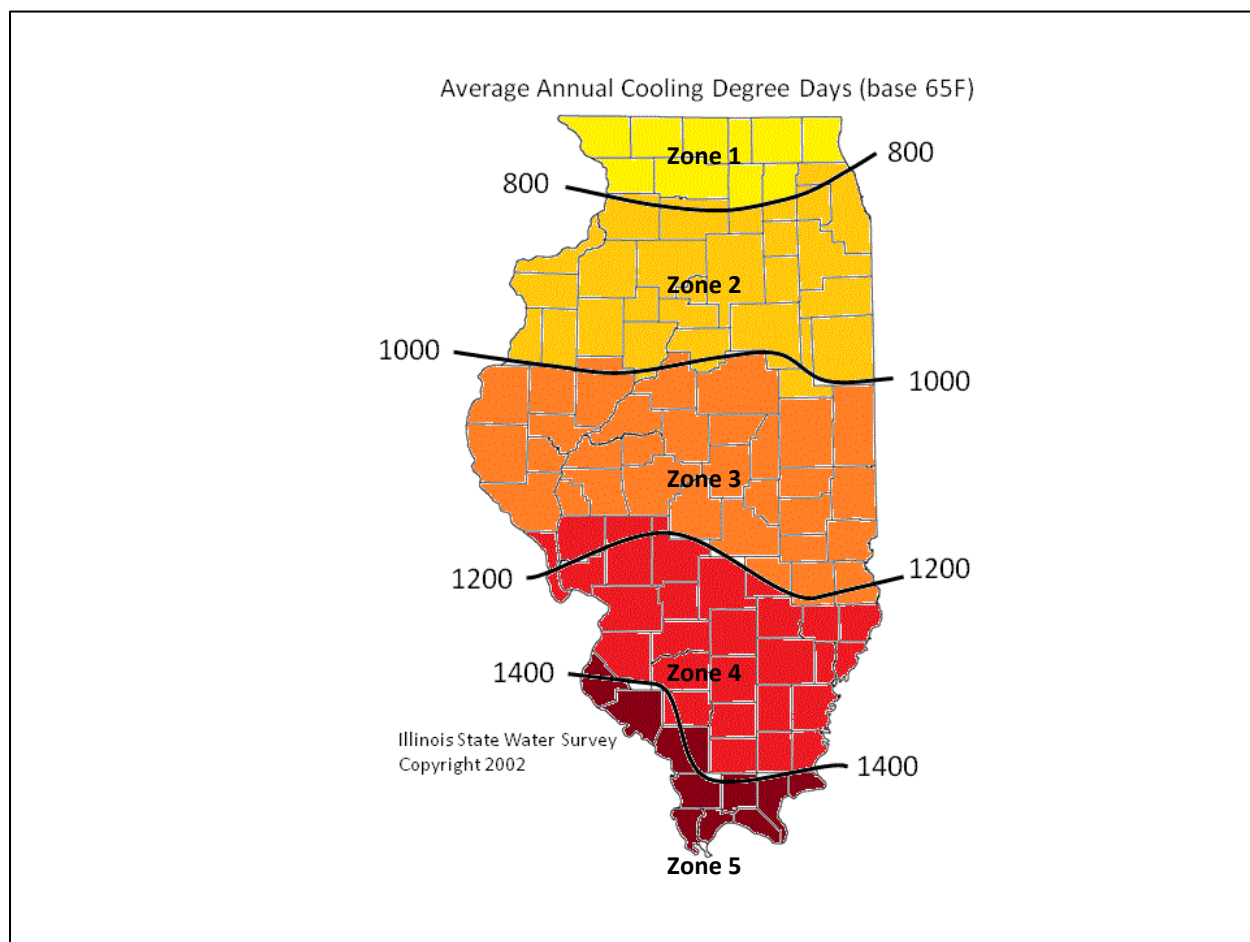 Average Annual Cooling Degree Days (base 65F)
Zone 1
800
800
Zone 2
1000
1000
Zone 3
1200
1200
1400
Zone 4
Illinois State Water Survey
Copyright 2002
1400
Zone 5